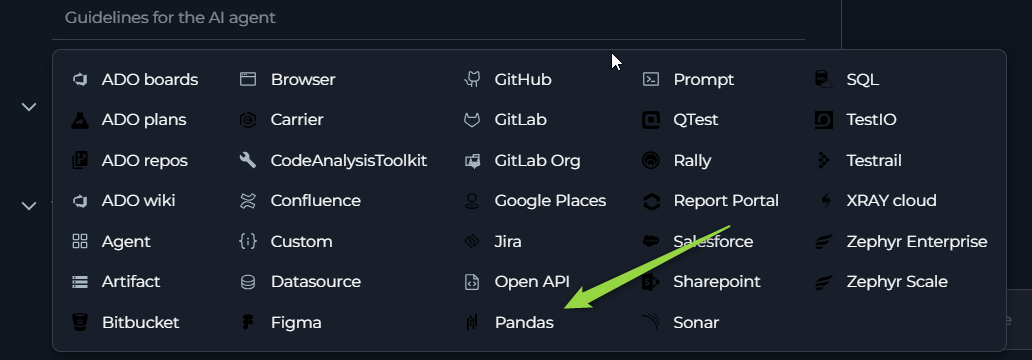 Guidelines for the AI agent
ADO boards
ADO plans
ADO repos
ADO wiki
Agent
Artifact
Bitbucket
Browser
Carrier
CodeAnalysisToolkit
Confluence
Custom
Datasource
Figma
GitHub
GitLab
GitLab Org
Google Places
Jira
Open API
Pandas
Prompt
QTest
Rally
Report Portal
Salesforce
Sharepoint
Sonar
SQL
TestIO
Testrail
XRAY cloud
Zephyr Enterprise
Zephyr Scale